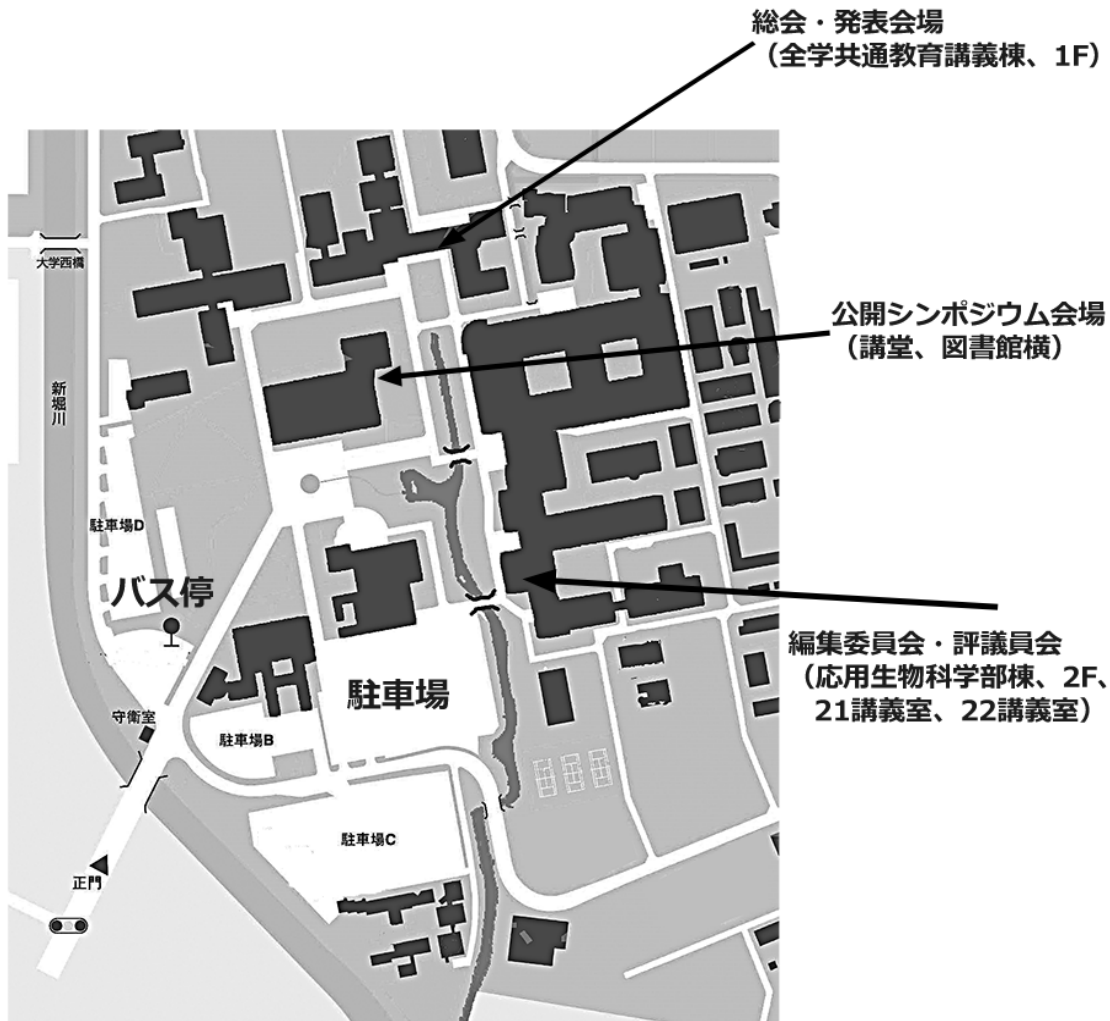 総会・発表会場
（全学共通教育講義棟、1F）
大学西橋
公開シンポジウム会場
（講堂、図書館横）
新堀川
駐車場D
バス停
編集委員会・評議員会
（応用生物科学部棟、2F、
21講義室、22講義室）
駐車場
守衛室
駐車場B
駐車場C
正門